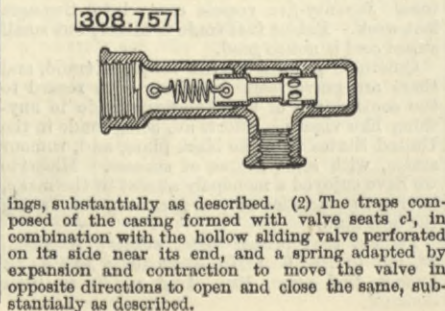 308.757
ings, substantially as described. (2) The traps com-
posed of the casing formed with valve seats c¹, in
combination with the hollow sliding valve perforated
on its side near its end, and a spring adapted by
expansion and contraction to move the valve in
opposite directions to open and close the same, sub-
stantially as described.